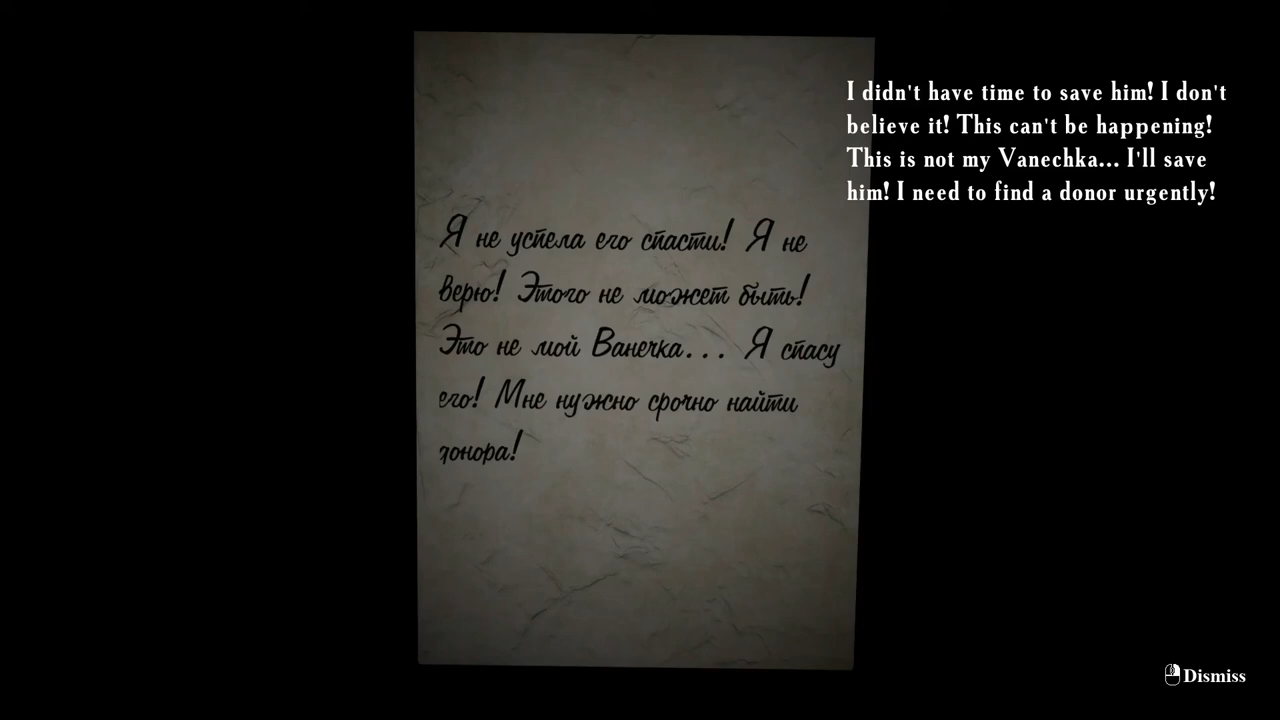 Я не успела его спасти! Я не
верю! Этого не может быть!
Это не мой Ванечка... Я спасу
его! Мне нужно срочно найти
донора!
I didn't have time to save him! I don't
believe it! This can't be happening!
This is not my Vanechka... I'll save
him! I need to find a donor urgently!
Dismiss